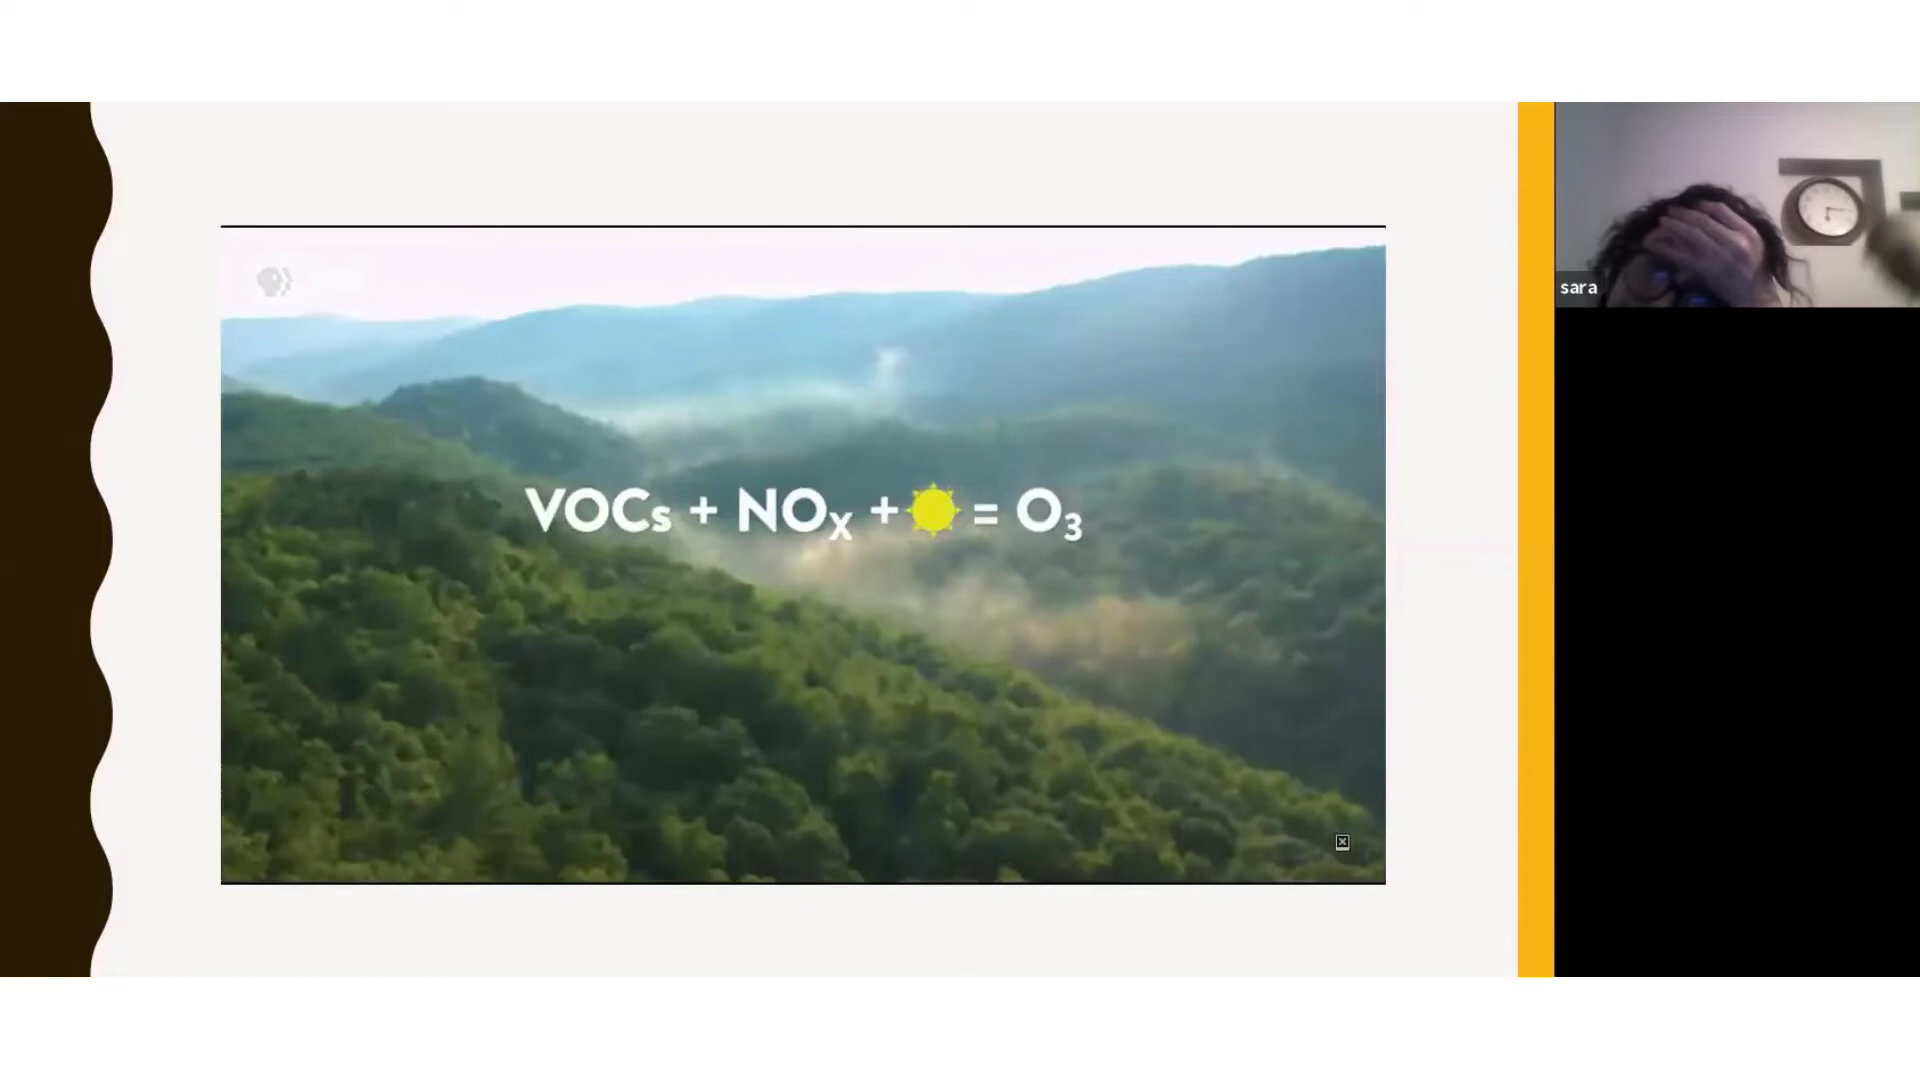 VOCs + NOₓ + ☀ = O₃
sara